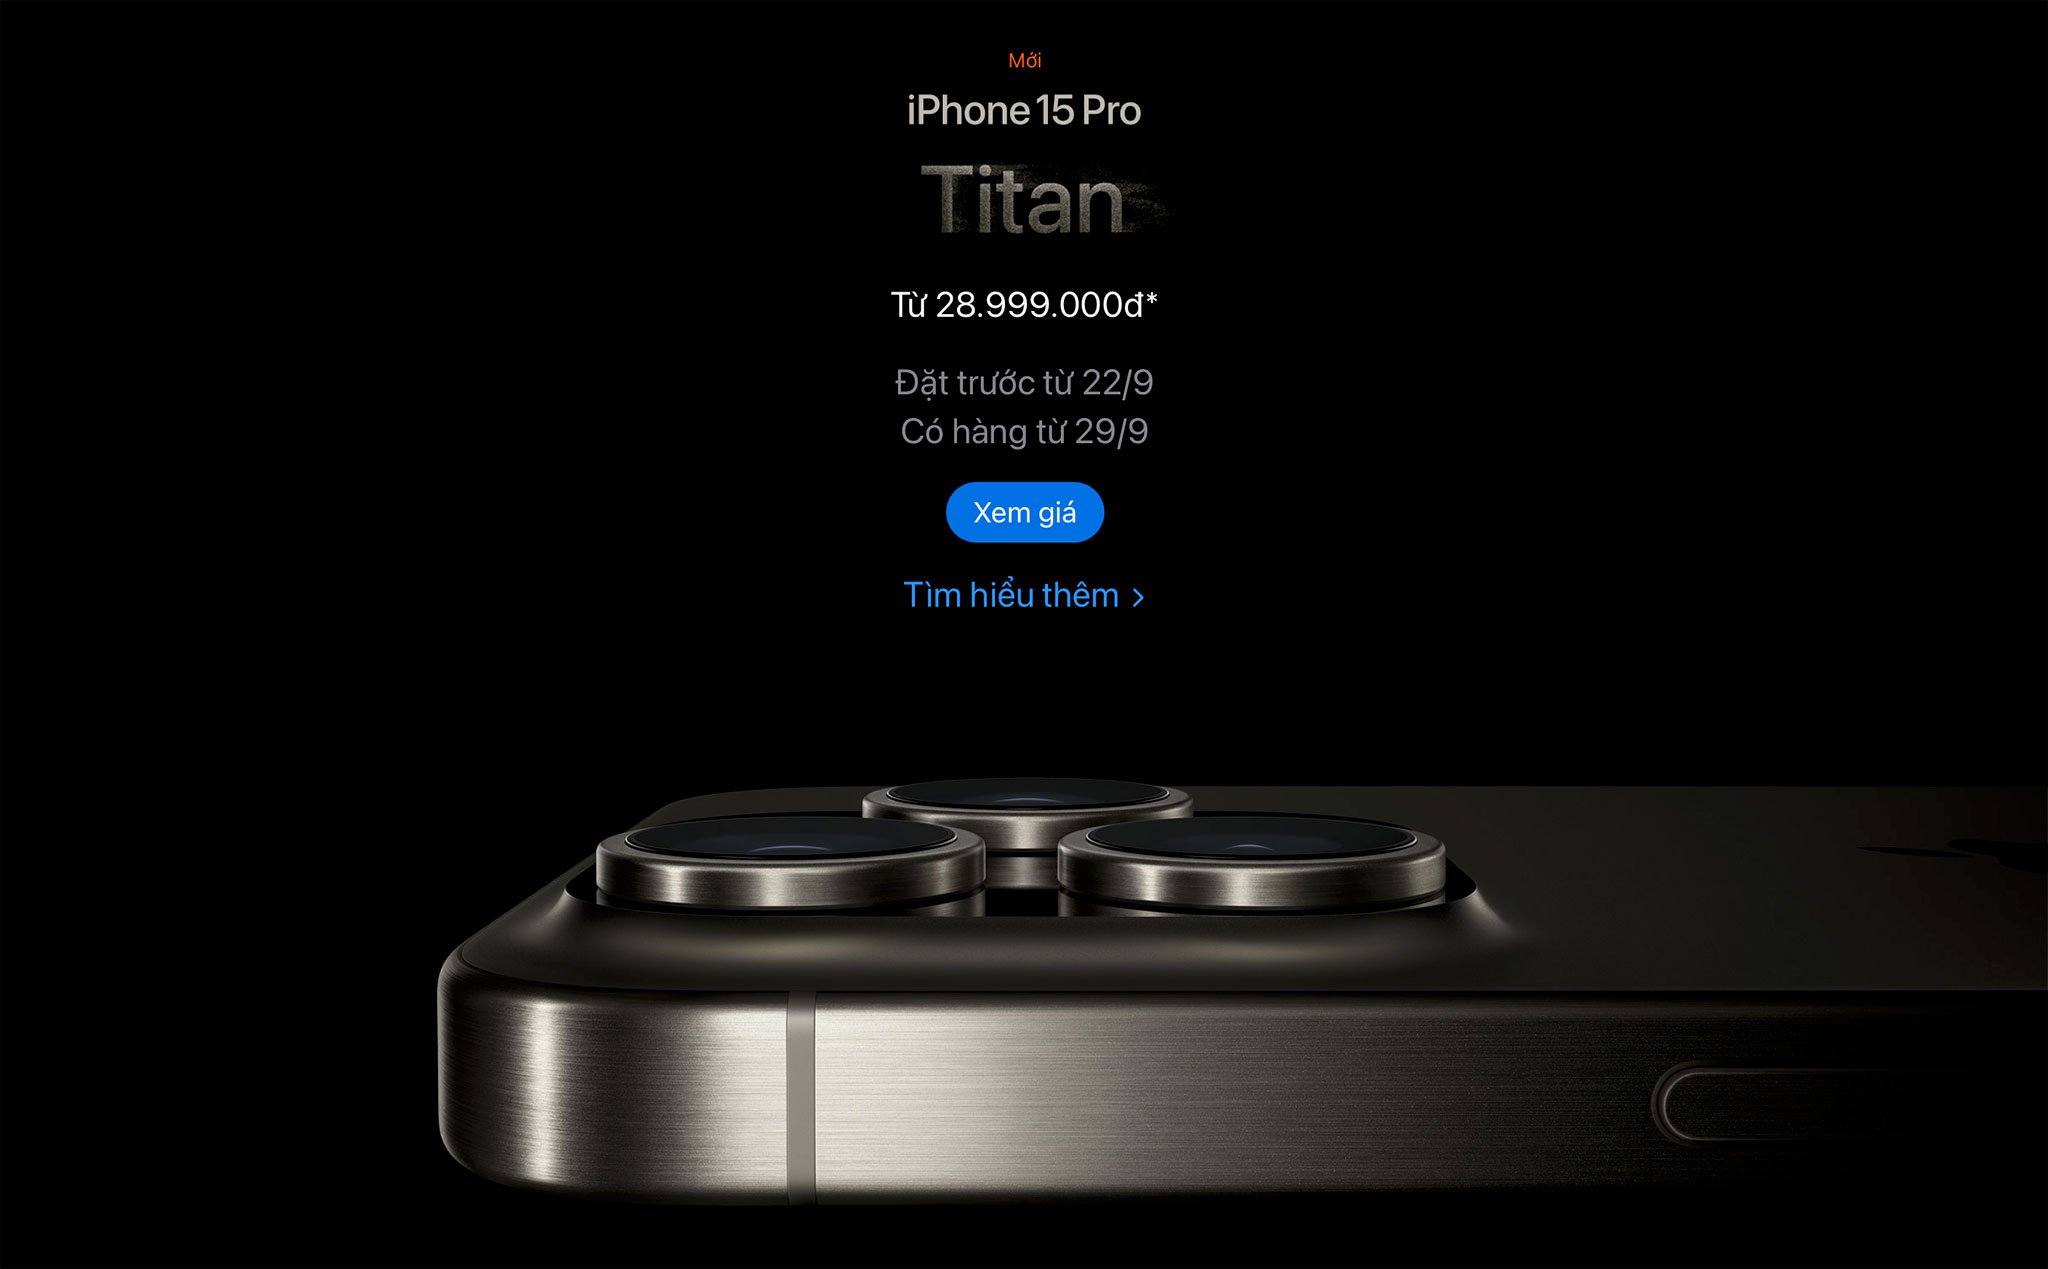 Mới
iPhone 15 Pro
Titan
Từ 28.999.000đ*
Đặt trước từ 22/9
Có hàng từ 29/9
Xem giá
Tìm hiểu thêm >